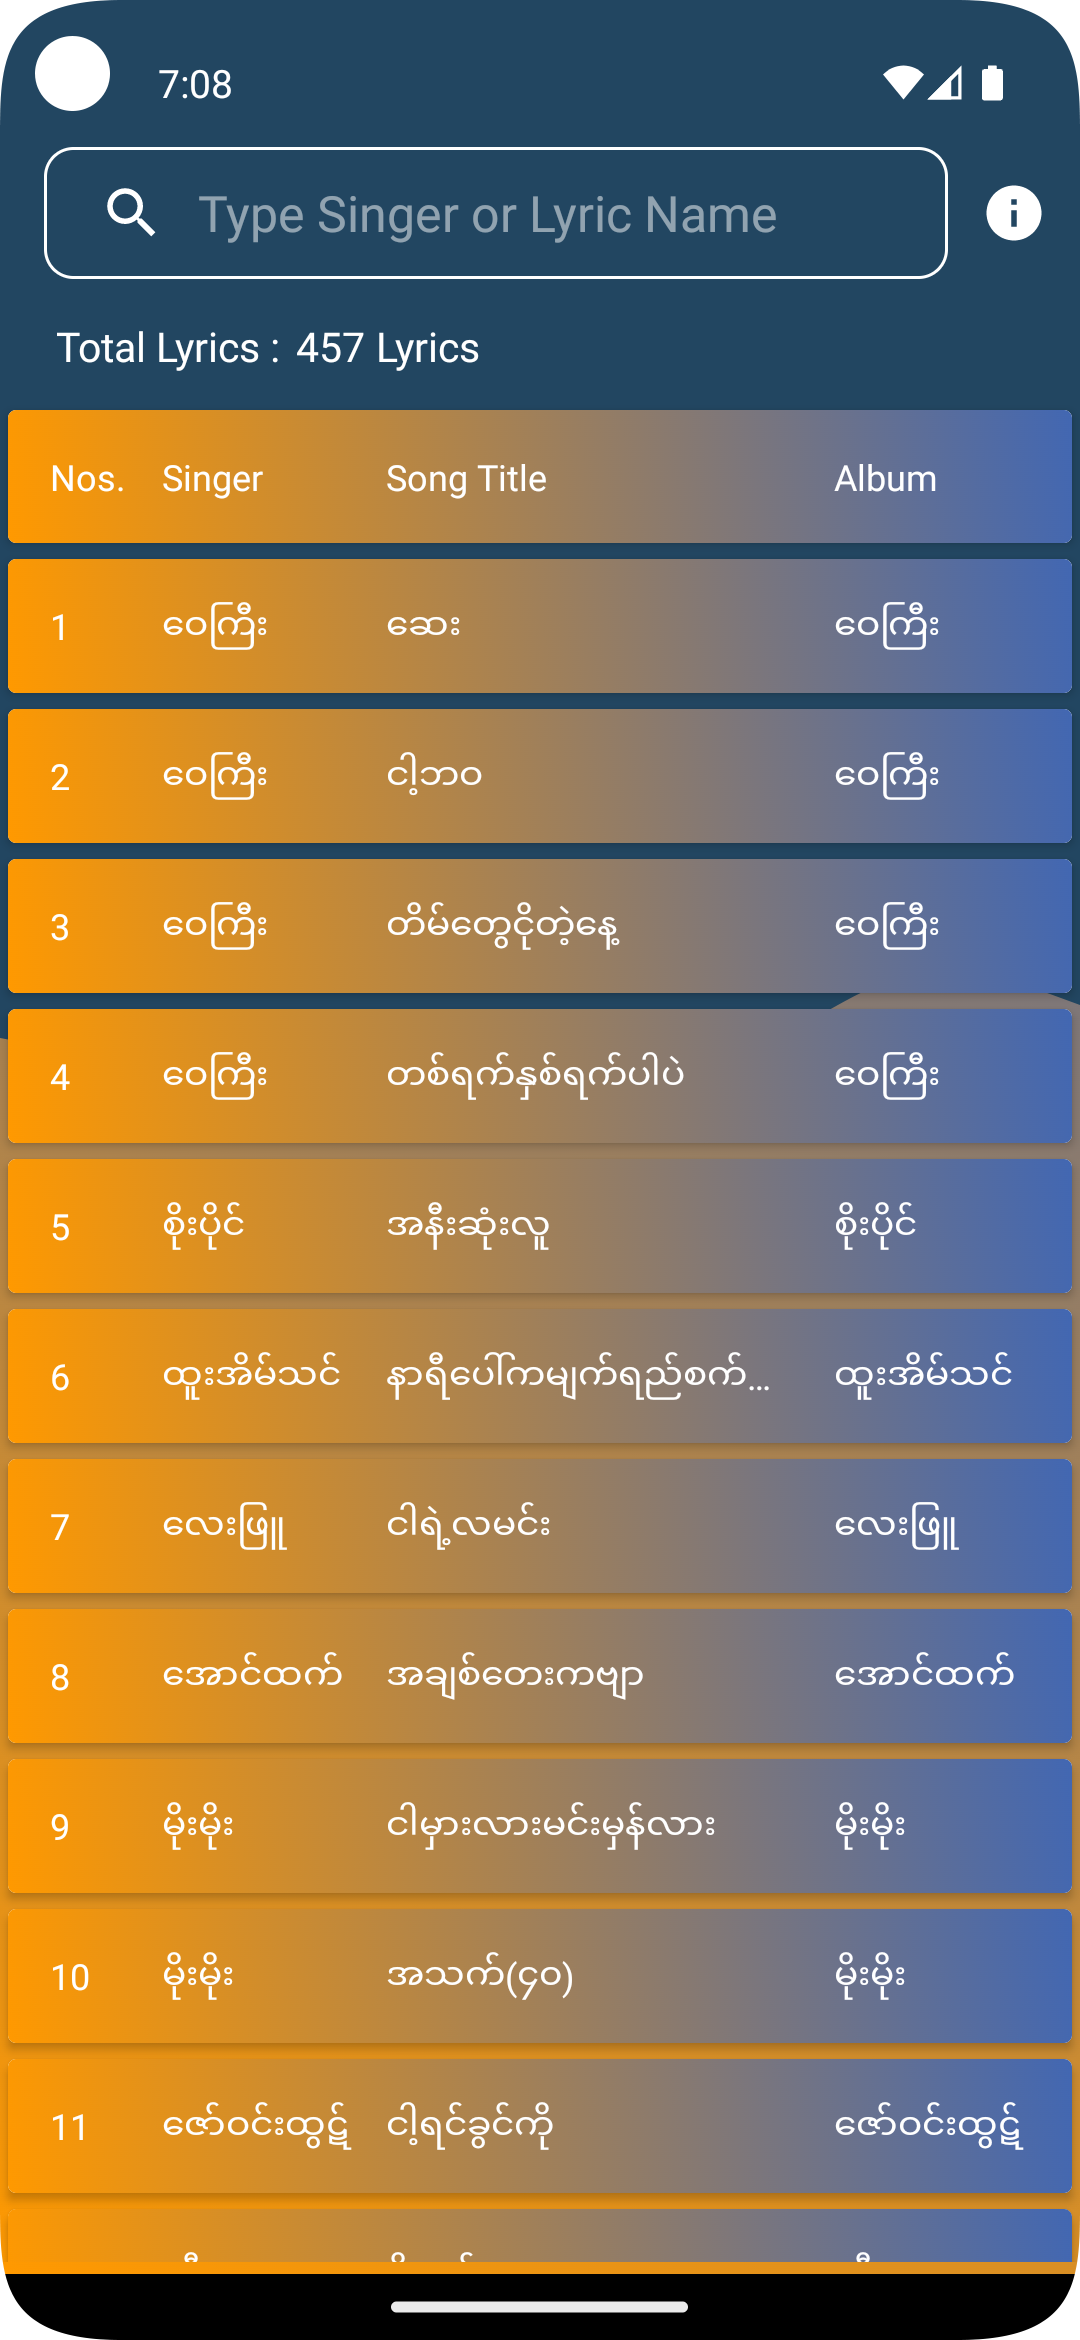 7:08
Type Singer or Lyric Name
Total Lyrics : 457 Lyrics
Nos. Singer Song Title Album
1 ဝေကြီး ဆေး ဝေကြီး
2 ဝေကြီး ငါ့ဘဝ ဝေကြီး
3 ဝေကြီး တိမ်တွေငိုတဲ့နေ့ ဝေကြီး
4 ဝေကြီး တစ်ရက်နှစ်ရက်ပါပဲ ဝေကြီး
5 စိုးပိုင် အနီးဆုံးလူ စိုးပိုင်
6 ထူးအိမ်သင် နာရီပေါ်ကမျက်ရည်စက်... ထူးအိမ်သင်
7 လေးဖြူ ငါရဲ့လမင်း လေးဖြူ
8 အောင်ထက် အချစ်တေးကဗျာ အောင်ထက်
9 မိုးမိုး ငါမှားလားမင်းမှန်လား မိုးမိုး
10 မိုးမိုး အသက်(၄၀) မိုးမိုး
11 ဇော်ဝင်းထွဋ် ငါ့ရင်ခွင်ကို ဇော်ဝင်းထွဋ်